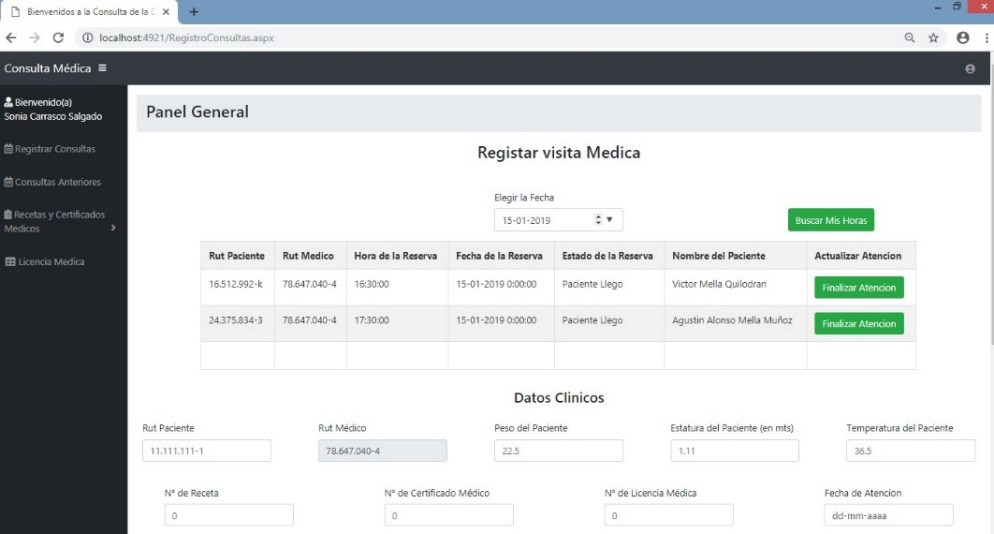 Bienvenidos a la Consulta de la
localhost:4921/RegistroConsultas.aspx
Consulta Médica
Bienvenido(a)
Sonia Carrasco Salgado
Registrar Consultas
Consultas Anteriores
Recetas y Certificados
Medicos
Licencia Medica
Panel General
Registar visita Medica
Elegir la Fecha
15-01-2019
Buscar Mis Horas
Rut Paciente Rut Medico Hora de la Reserva Fecha de la Reserva Estado de la Reserva Nombre del Paciente Actualizar Atencion
16.512.992-k 78.647.040-4 16:30:00 15-01-2019 0:00:00 Paciente Llego Victor Mella Quilodran Finalizar Atencion
24.375.834-3 78.647.040-4 17:30:00 15-01-2019 0:00:00 Paciente Llego Agustin Alonso Mella Muñoz Finalizar Atencion
Datos Clinicos
Rut Paciente Rut Médico Peso del Paciente Estatura del Paciente (en mts) Temperatura del Paciente
11.111.111-1 78.647.040-4 22.5 1.11 36.5
N° de Receta N° de Certificado Médico N° de Licencia Médica Fecha de Atencion
0 0 0 dd-mm-aaaa